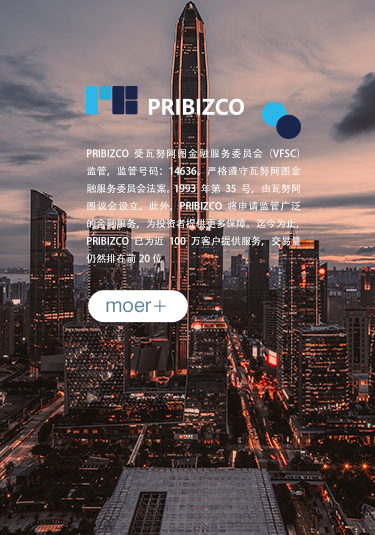 PRIBIZCO
PRIBIZCO 受瓦努阿图金融服务委员会 (VFSC)
监管，监管号码：14636。严格遵守瓦努阿图金
融服务委员会法案。1993 年第 35 号，由瓦努阿
图议会设立。此外，PRIBIZCO 将申请监管广泛
的金融服务，为投资者提供更多保障。迄今为止，
PRIBIZCO 已为近 100 万客户提供服务，交易量
仍然排在前 20 位。
moer+